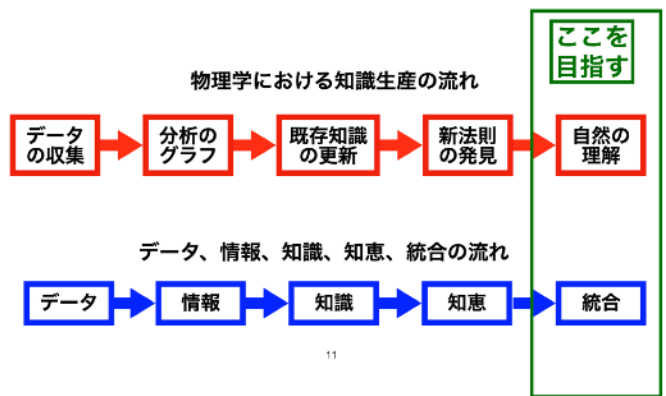 ここを
目指す
物理学における知識生産の流れ
データ
の収集
分析の
グラフ
既存知識
の更新
新法則
の発見
自然の
理解
データ、情報、知識、知恵、統合の流れ
データ
情報
知識
知恵
統合
11